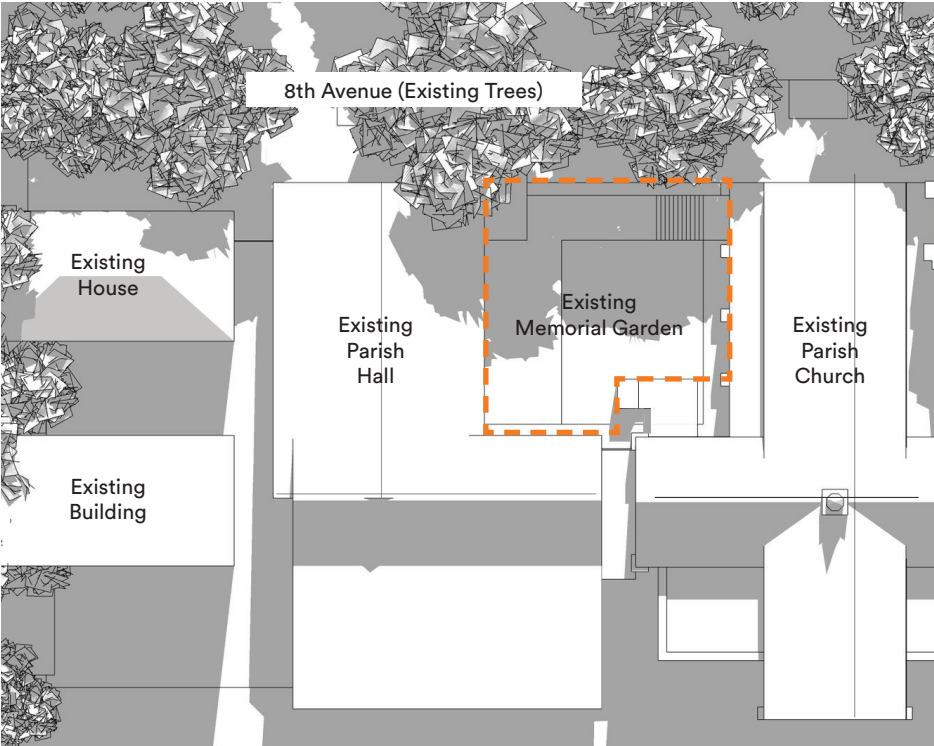 8th Avenue (Existing Trees)
Existing
House
Existing
Parish
Hall
Existing
Memorial Garden
Existing
Parish
Church
Existing
Building